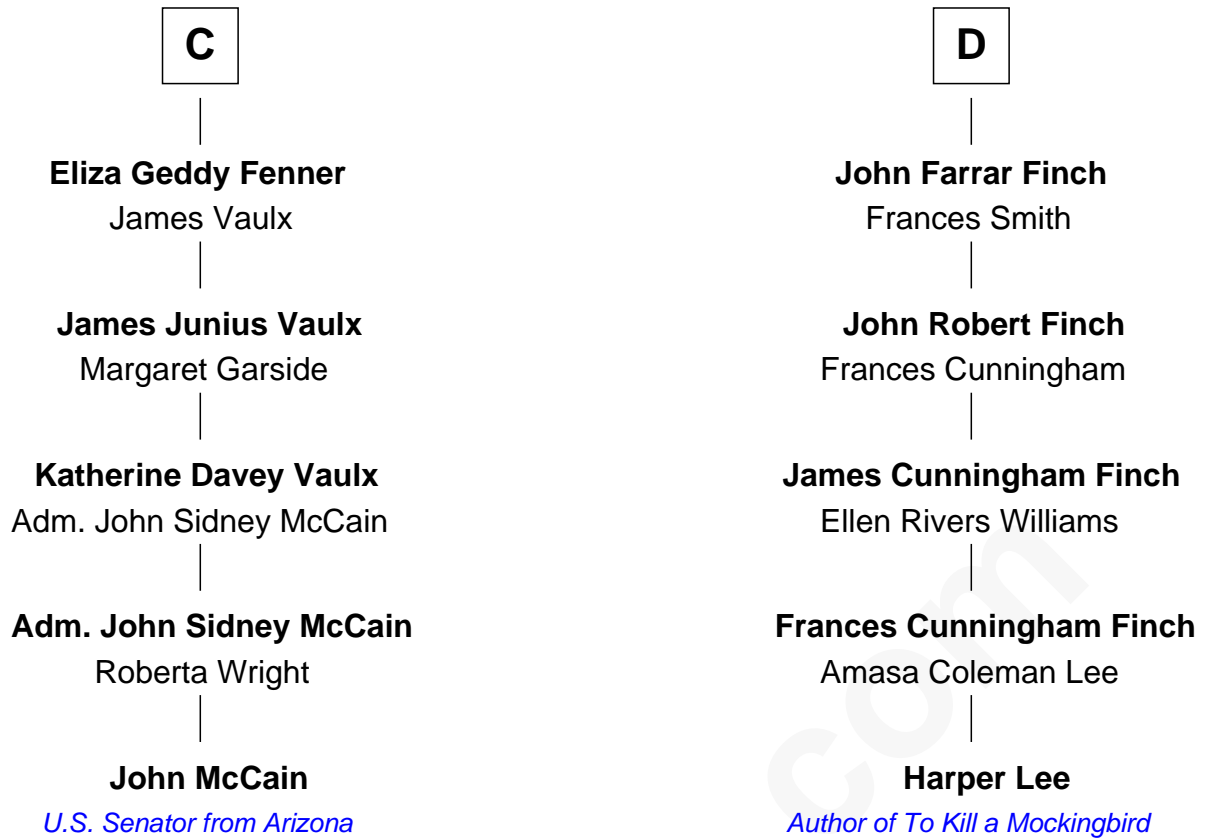 C
Eliza Geddy Fenner
James Vaulx
James Junius Vaulx
Margaret Garside
Katherine Davey Vaulx
Adm. John Sidney McCain
Adm. John Sidney McCain
Roberta Wright
John McCain
U.S. Senator from Arizona
D
John Farrar Finch
Frances Smith
John Robert Finch
Frances Cunningham
James Cunningham Finch
Ellen Rivers Williams
Frances Cunningham Finch
Amasa Coleman Lee
Harper Lee
Author of To Kill a Mockingbird
com